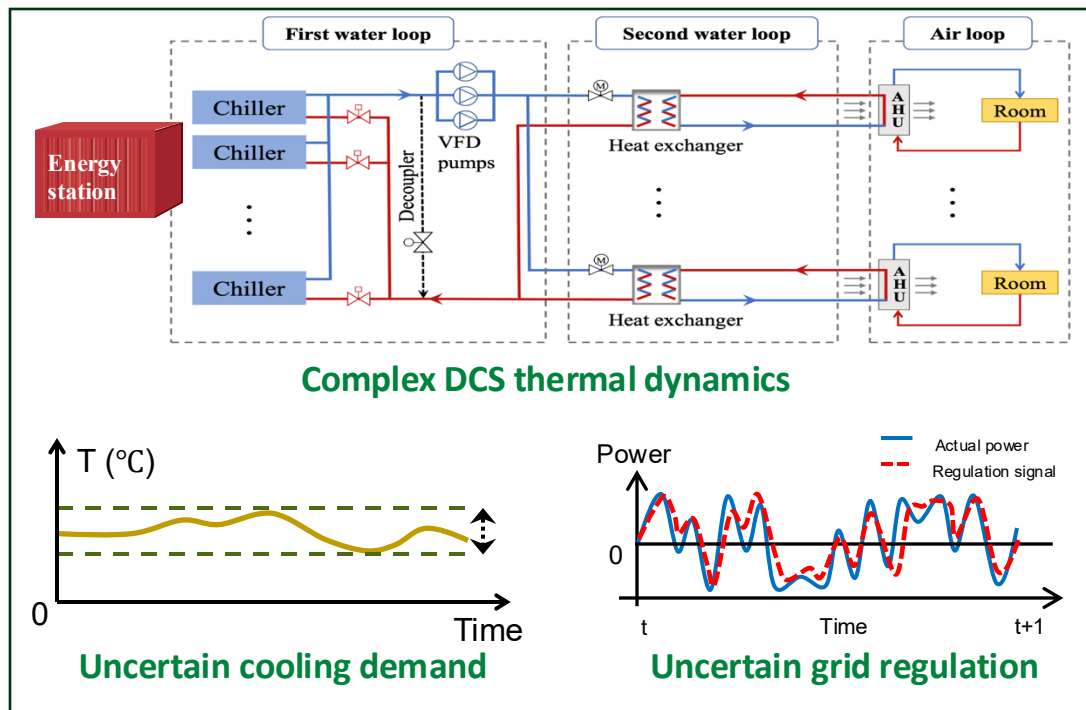 First water loop
Second water loop
Air loop
Energy
station
Chiller
Chiller
Chiller
Decoupler
VFD
pumps
M
Heat exchanger
AHU
Room
M
Heat exchanger
AHU
Room
Complex DCS thermal dynamics
T (℃)
0
Time
Uncertain cooling demand
Power
Actual power
Regulation signal
0
t
Time
t+1
Uncertain grid regulation